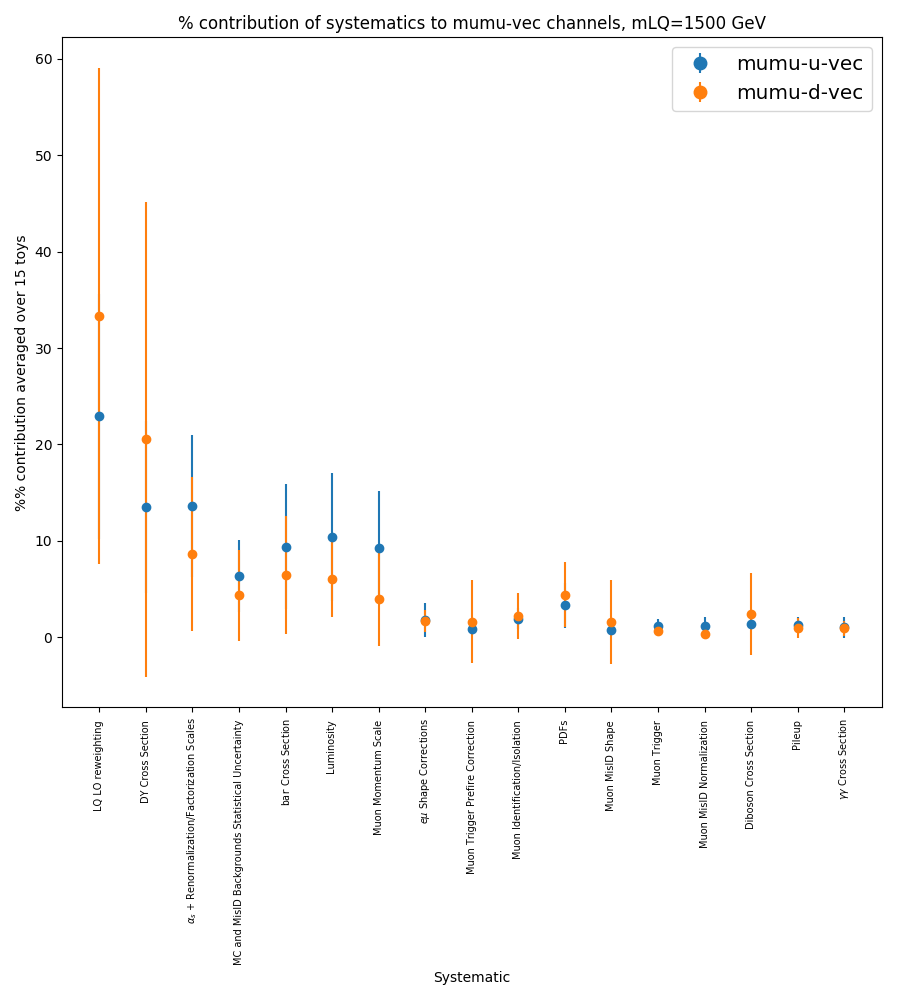 % contribution of systematics to mumu-vec channels, mLQ=1500 GeV
mumu-u-vec
mumu-d-vec
%% contribution averaged over 15 toys
60
50
40
30
20
10
0
LQ LO reweighting
DY Cross Section
αs + Renormalization/Factorization Scales
MC and MisID Backgrounds Statistical Uncertainty
bar Cross Section
Luminosity
Muon Momentum Scale
eμ Shape Corrections
Muon Trigger Prefire Correction
Muon Identification/Isolation
PDFs
Muon MisID Shape
Muon Trigger
Muon MisID Normalization
Diboson Cross Section
Pileup
γγ Cross Section
Systematic